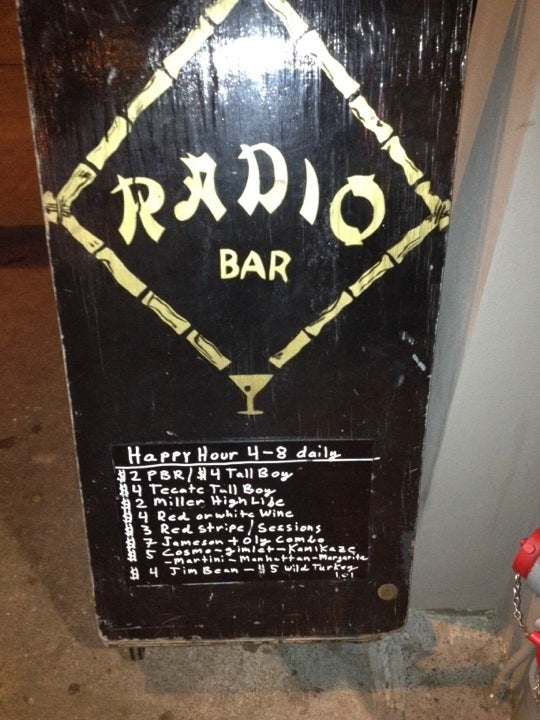 RADIO
BAR
Happy Hour 4-8 daily
$2 PBR/$4 Tall Boy
$4 Tecate Tall Boy
$2 Miller High Life
$4 Red or white Wine
$3 Red Stripe/Sessions
$7 Jameson + Oly Combo
$5 Cosmo-gimlet-Kamikaze
-Martini-Manhattan-Margarita
$4 Jim Bean-$5 Wild Turkey
101